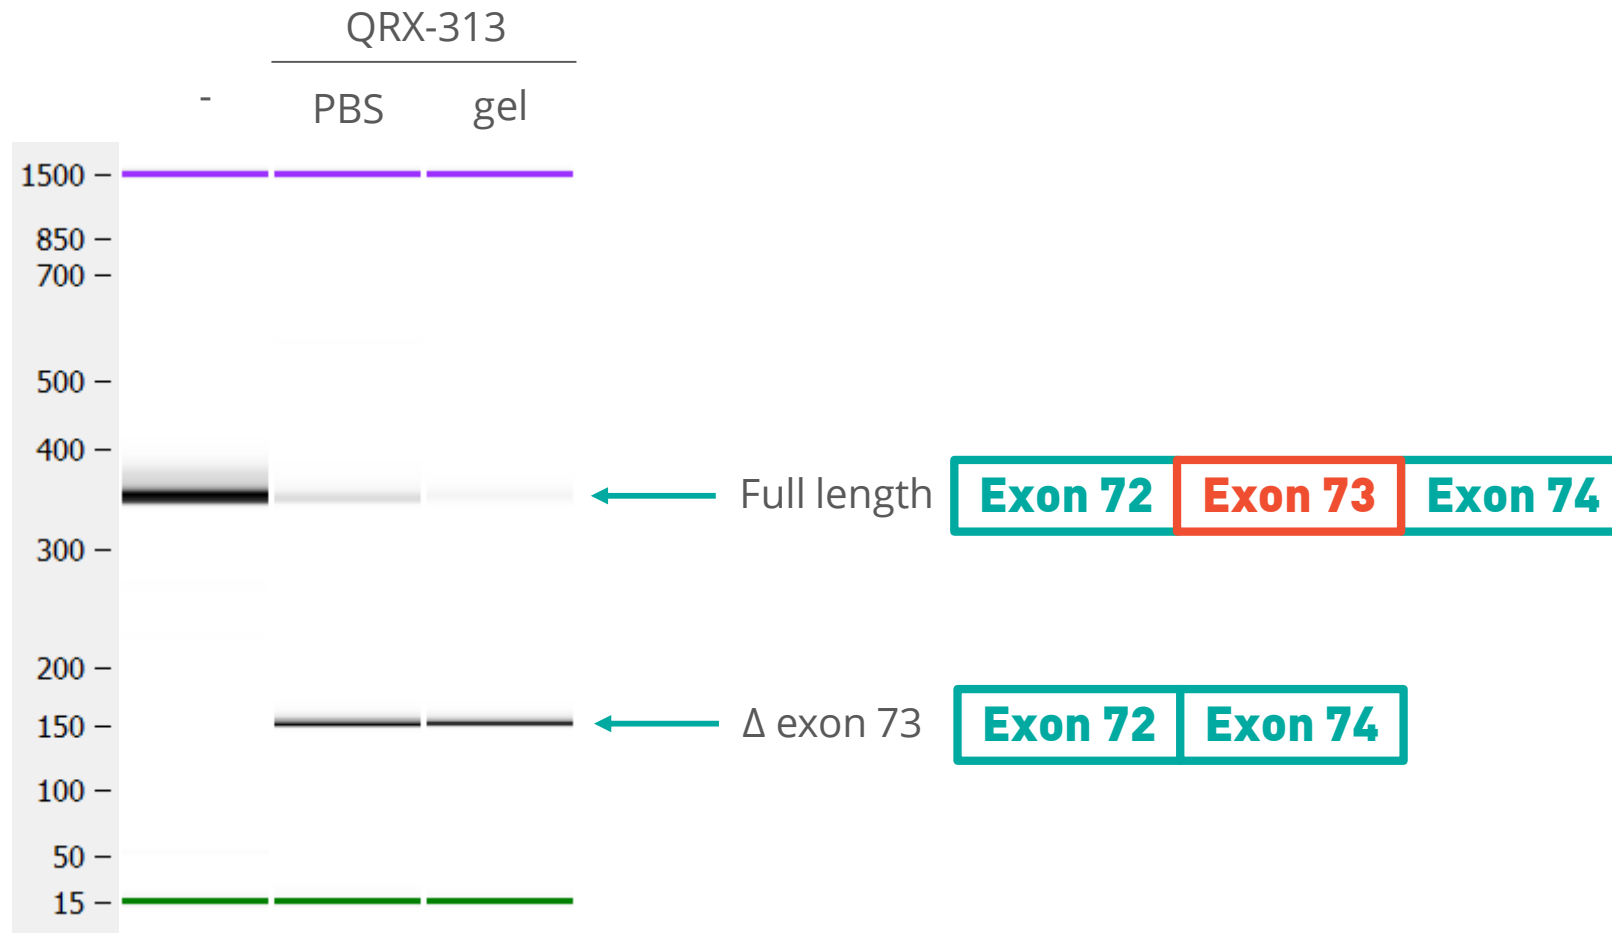 QRX-313
-
PBS
gel
1500
850
700
500
400
300
200
150
100
50
15
Full length
Exon 72
Exon 73
Exon 74
Δ exon 73
Exon 72
Exon 74